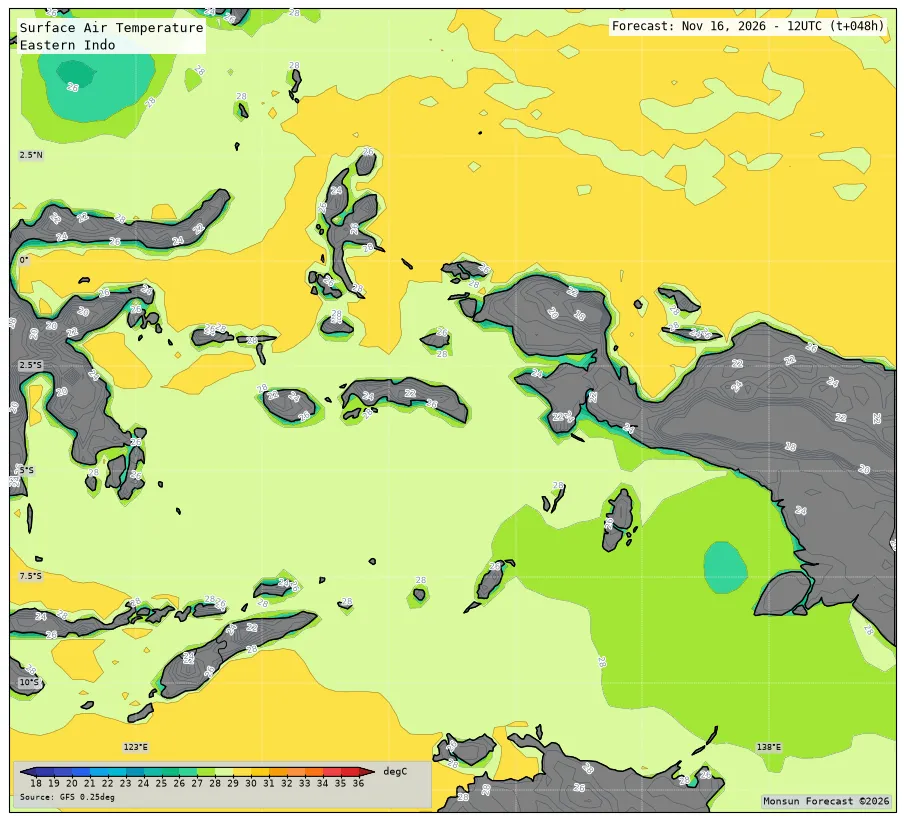 Surface Air Temperature
Eastern Indo
Forecast: Nov 16, 2026 - 12UTC (t+048h)
2.5°N
0°
2.5°S
5°S
7.5°S
10°S
123°E
138°E
degC
18 19 20 21 22 23 24 25 26 27 28 29 30 31 32 33 34 35 36
Source: GFS 0.25deg
Monsun Forecast ©2026